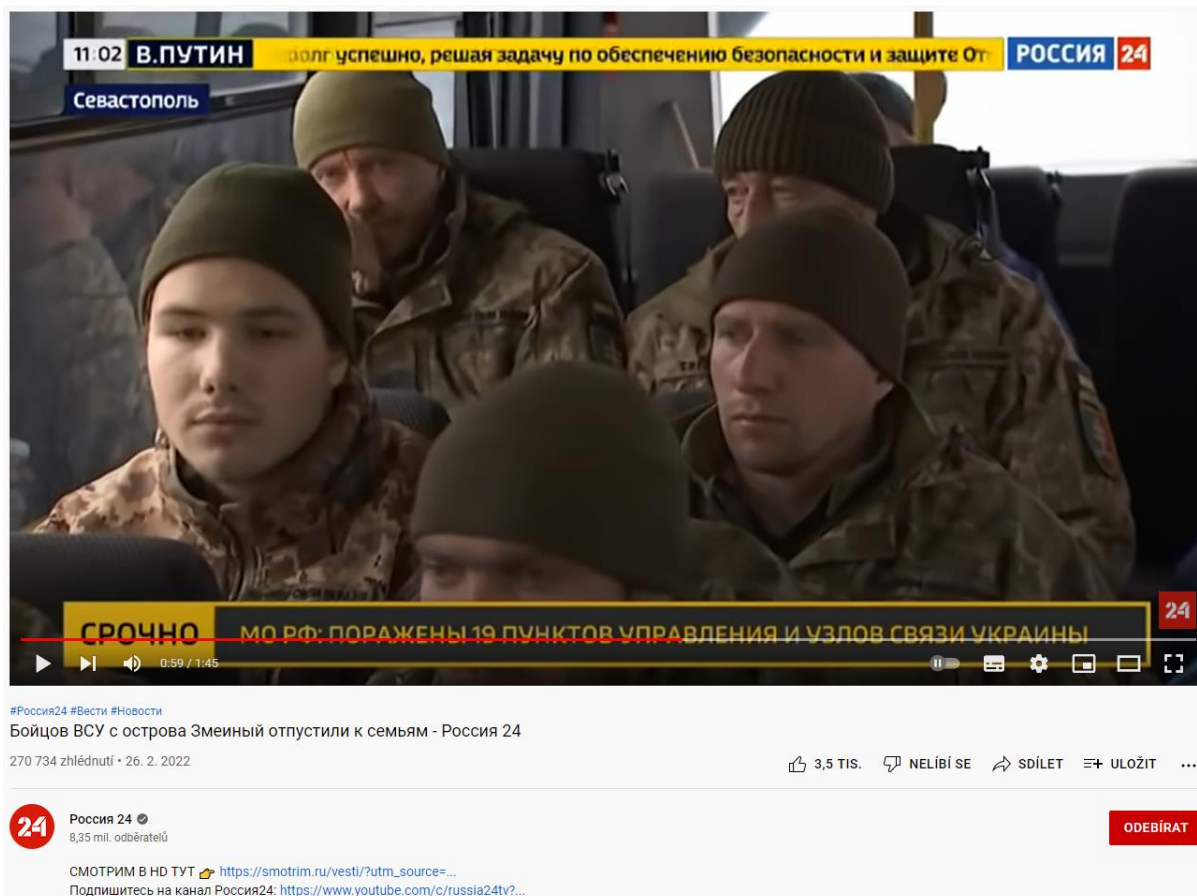 11:02 В.ПУТИН долг успешно, решая задачу по обеспечению безопасности и защите От РОССИЯ 24
Севастополь
24
СРОЧНО МО РФ: ПОРАЖЕНЫ 19 ПУНКТОВ УПРАВЛЕНИЯ И УЗЛОВ СВЯЗИ УКРАИНЫ
0:59 / 1:45
#Россия24 #Вести #Новости
Бойцов ВСУ с острова Змеиный отпустили к семьям - Россия 24
270 734 zhlédnutí • 26. 2. 2022
3,5 TIS. NELÍBÍ SE SDÍLET ULOŽIT ...
24 Россия 24
8,35 mil. odběratelů
ODEBÍRAT
СМОТРИМ В HD ТУТ 👉 https://smotrim.ru/vesti/?utm_source=...
Подпишитесь на канал Россия24: https://www.youtube.com/c/russia24tv?...